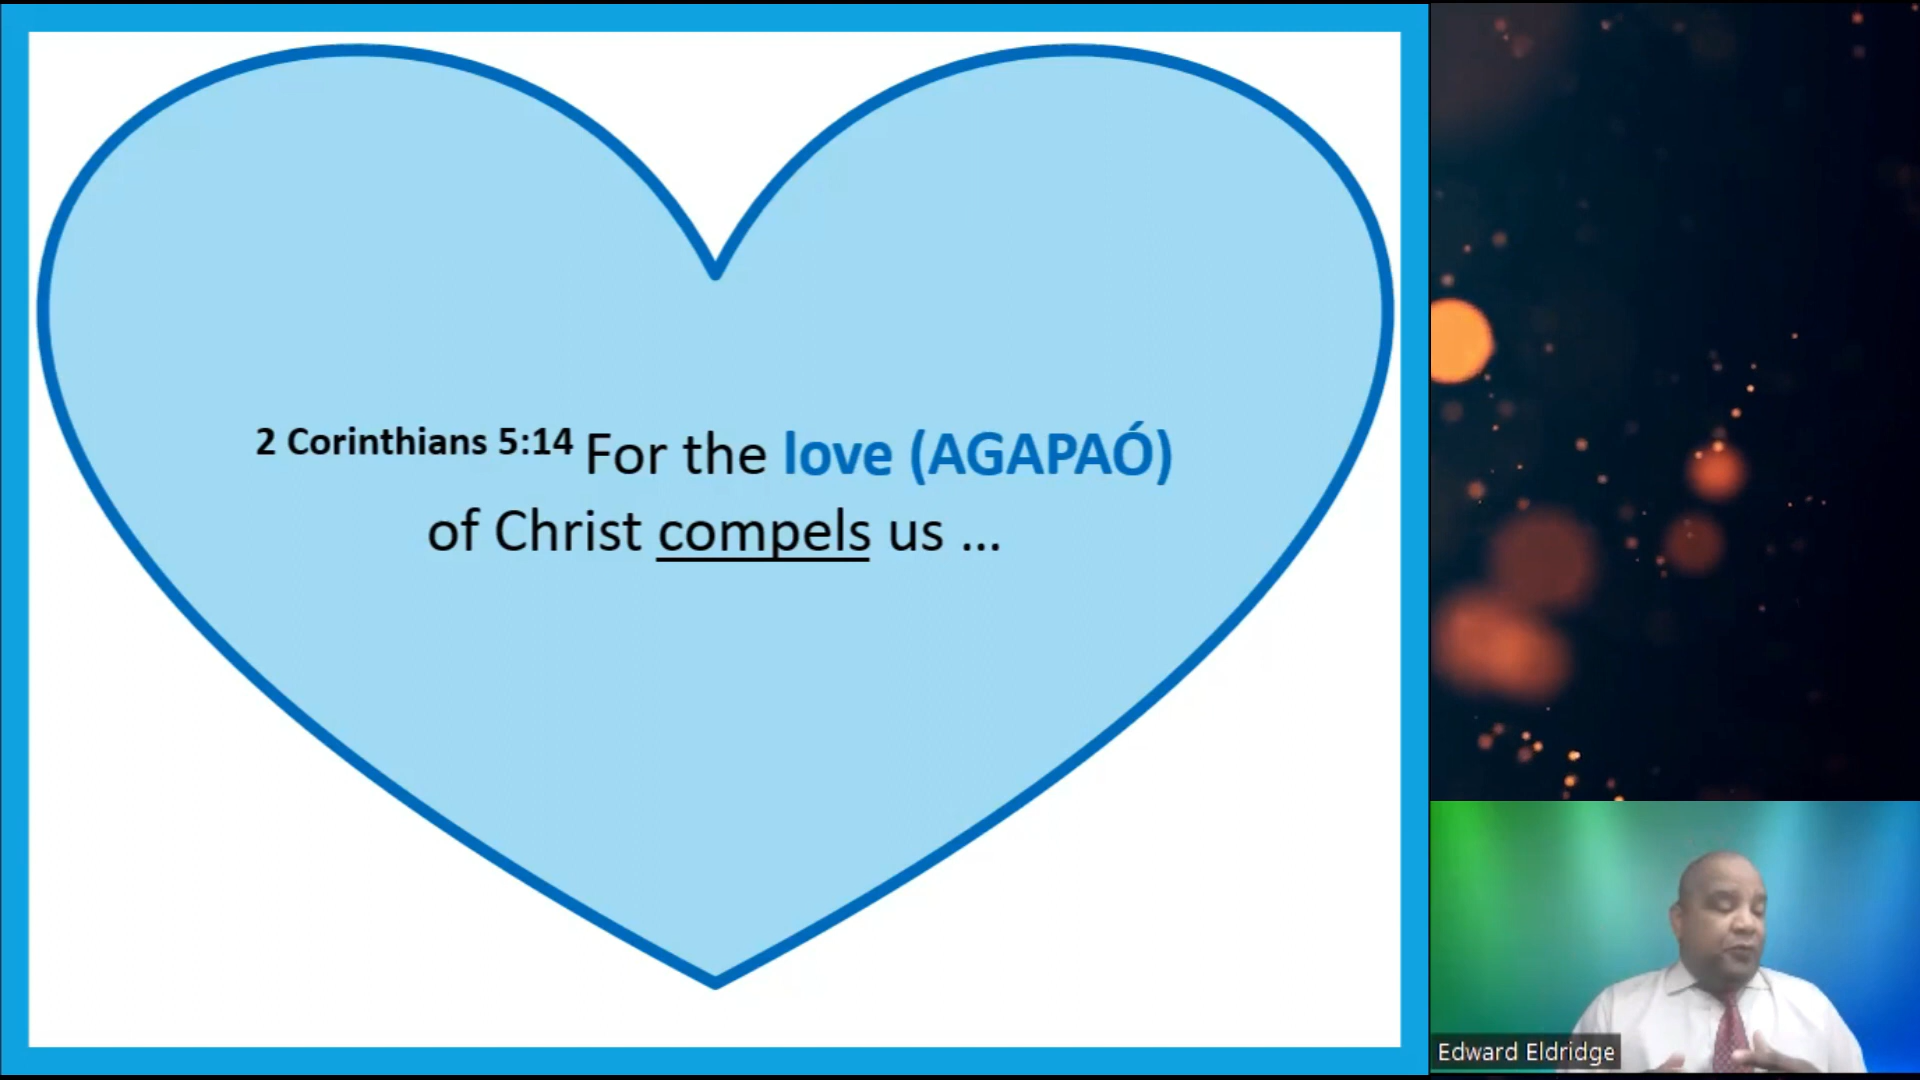 2 Corinthians 5:14 For the love (AGAPAÓ)
of Christ compels us ...
Edward Eldridge